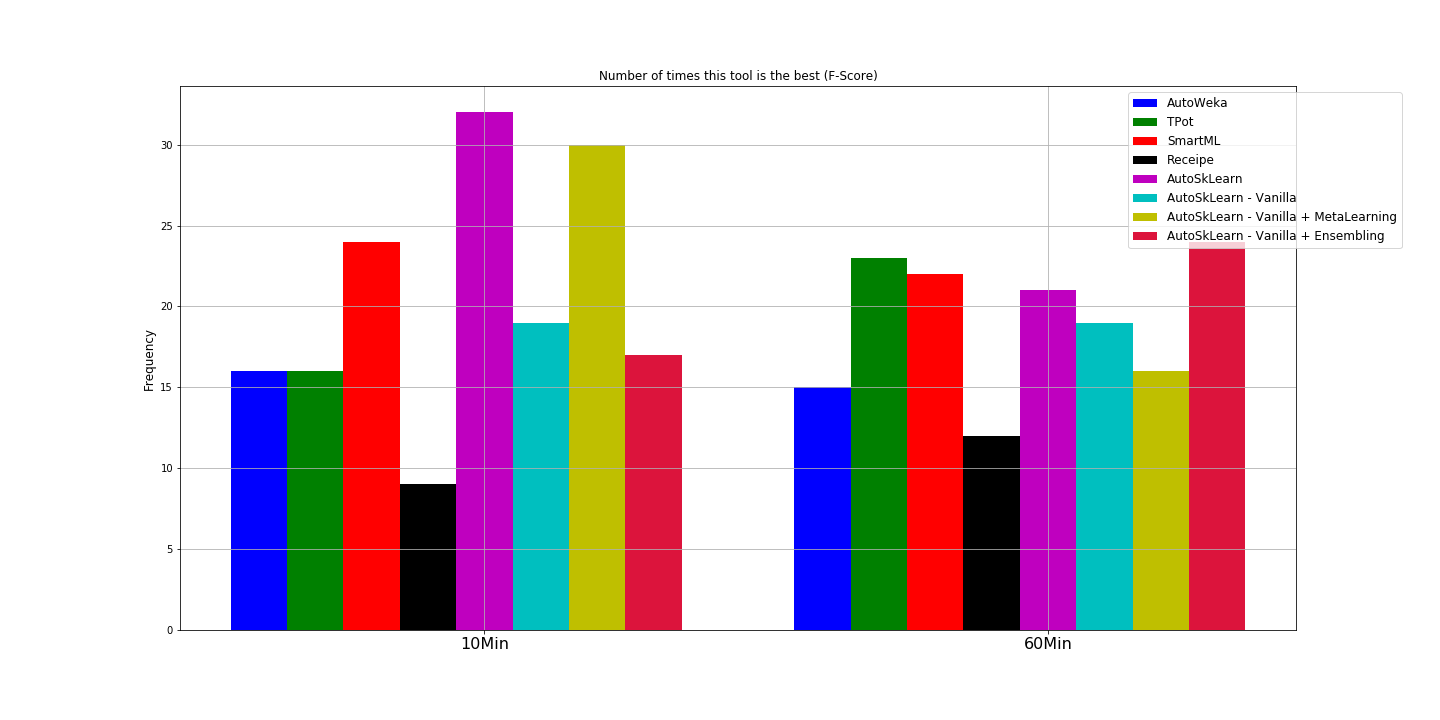 Number of times this tool is the best (F-Score)
AutoWeka
TPot
SmartML
Receipe
AutoSkLearn
AutoSkLearn - Vanilla
AutoSkLearn - Vanilla + MetaLearning
AutoSkLearn - Vanilla + Ensembling
Frequency
30
25
20
15
10
5
0
10Min
60Min